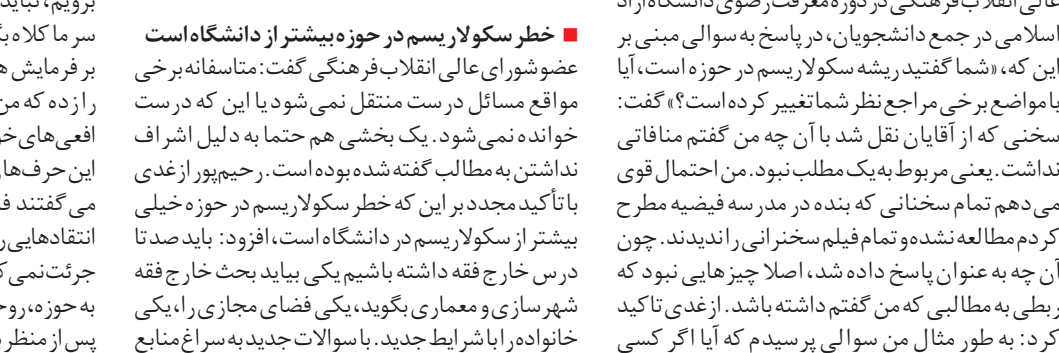 عالی انقلاب فرهنگی در دوره معرفت رضوی دانشگاه آزاد
اسلامی در جمع دانشجویان، در پاسخ به سوالی مبنی بر
این که، «شما گفتید ریشه سکولاریسم در حوزه است، آیا
با مواضع برخی مراجع نظر شما تغییر کرده است؟» گفت:
سخنی که از آقایان نقل شد با آن چه من گفتم منافاتی
نداشت. یعنی مربوط به یک مطلب نبود. من احتمال قوی
می دهم تمام سخنانی که بنده در مدرسه فیضیه مطرح
کردم مطالعه نشده و تمام فیلم سخنرانی را ندیدند. چون
آن چه به عنوان پاسخ داده شد، اصلا چیزهایی نبود که
ربطی به مطالبی که من گفتم داشته باشد. ازغدی تاکید
کرد: به طور مثال من سوالی پرسیدم که آیا اگر کسی
■ خطر سکولاریسم در حوزه بیشتر از دانشگاه است
عضو شورای عالی انقلاب فرهنگی گفت: متاسفانه برخی
مواقع مسائل درست منتقل نمی شود یا این که درست
خوانده نمی شود. یک بخشی هم حتما به دلیل اشراف
نداشتن به مطالب گفته شده بوده است. رحیم پور ازغدی
با تأکید مجدد بر این که خطر سکولاریسم در حوزه خیلی
بیشتر از سکولاریسم در دانشگاه است، افزود: باید صد تا
درس خارج فقه داشته باشیم یکی بیاید بحث خارج فقه
شهرسازی و معماری بگوید، یکی فضای مجازی را، یکی
خانواده را با شرایط جدید. با سوالات جدید به سراغ منابع
برویم، نباید
سر ما کلاه
بر فرمایش
را زده که من
افعی های
این حرف ها
می گفتند
انتقادهایی
جرئت نمی
به حوزه،
پس از منظر